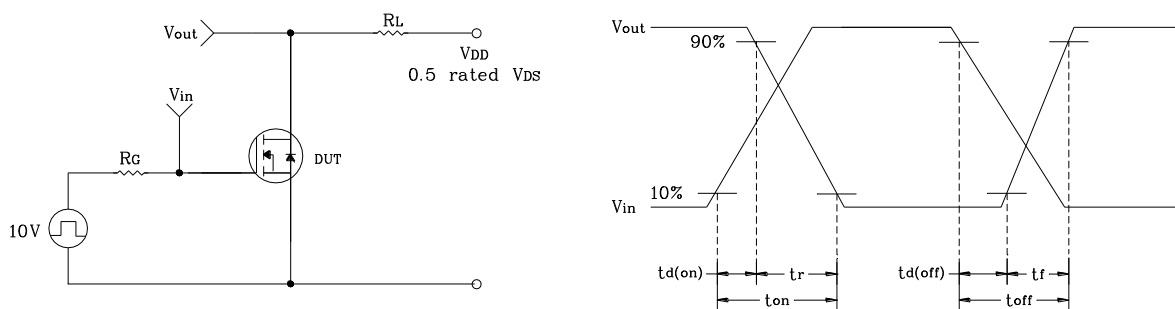 Vout
RL
VDD
0.5 rated VDS
Vin
RG
DUT
10V
Vout
90%
10%
Vin
td(on)
tr
td(off)
tf
ton
toff